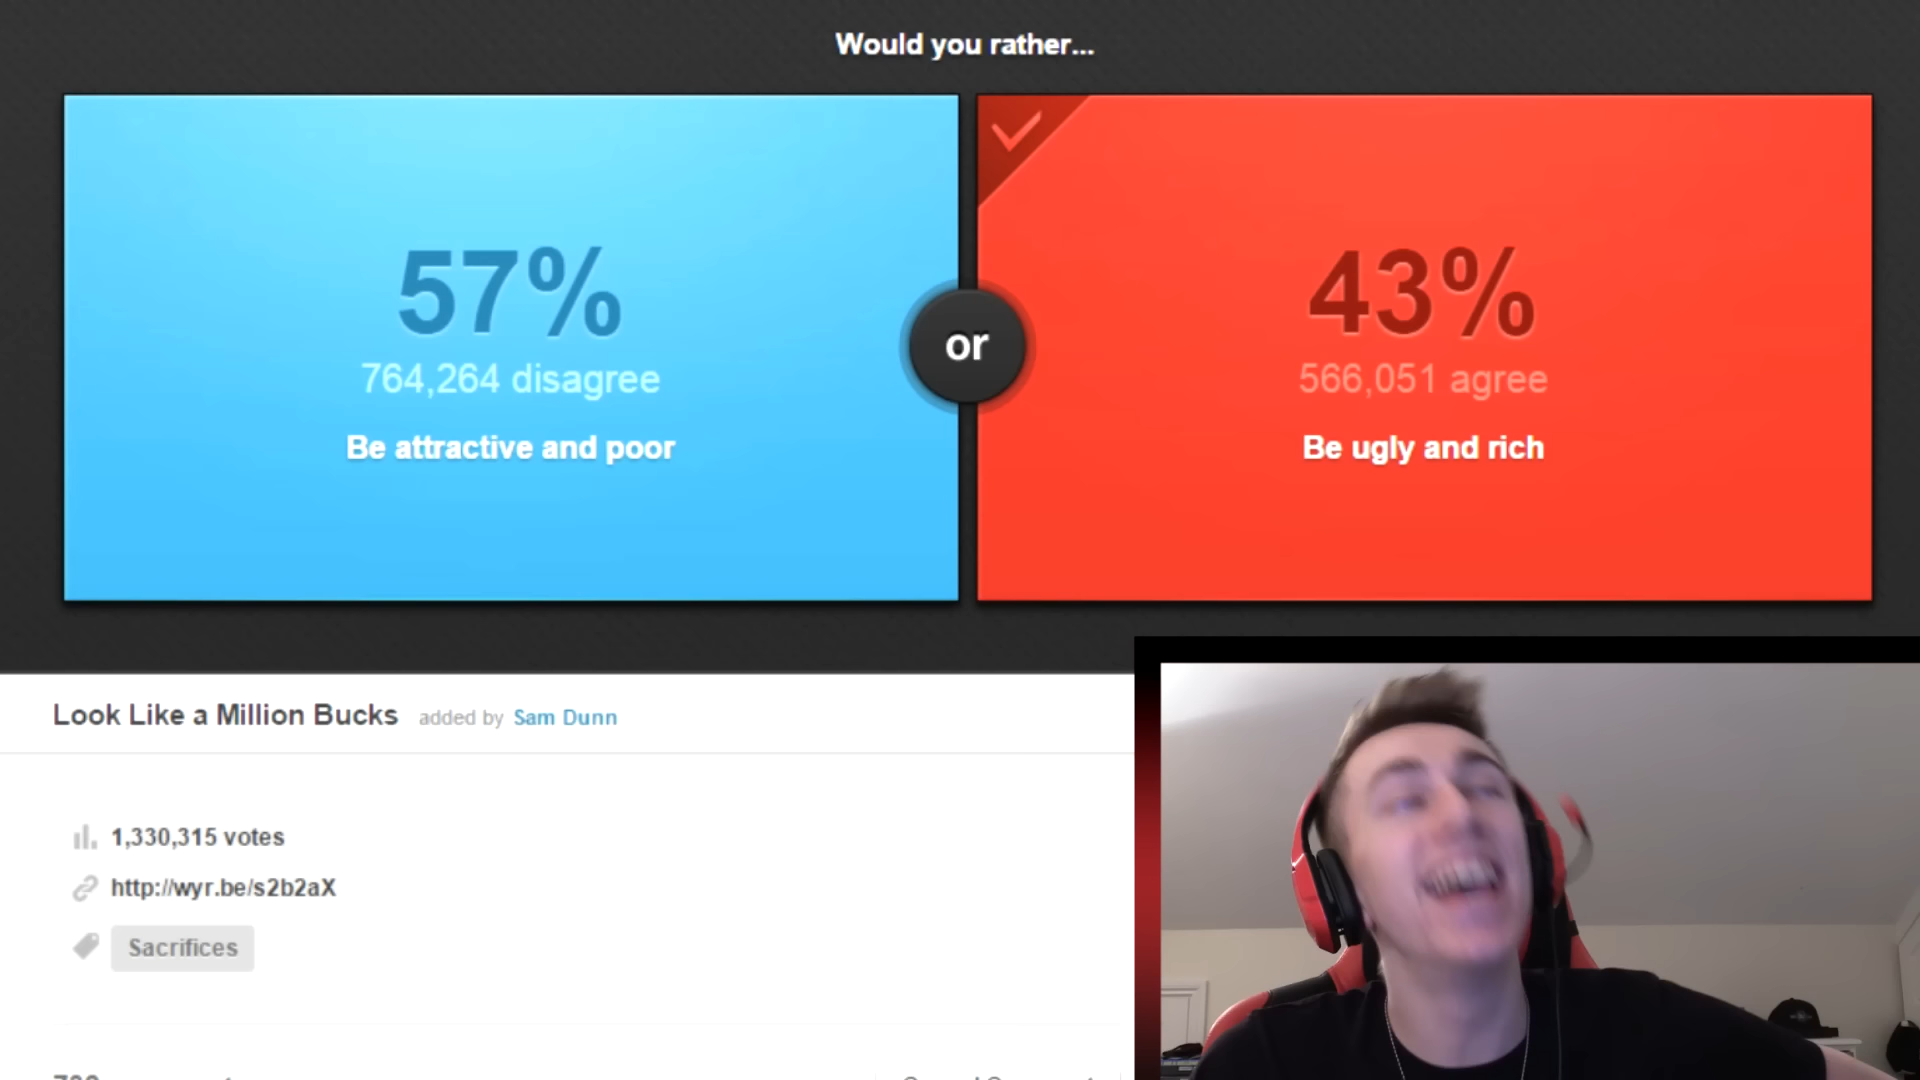 Would you rather...
57%
764,264 disagree
Be attractive and poor
or
43%
566,051 agree
Be ugly and rich
Look Like a Million Bucks added by Sam Dunn
1,330,315 votes
http://wyr.be/s2b2aX
Sacrifices